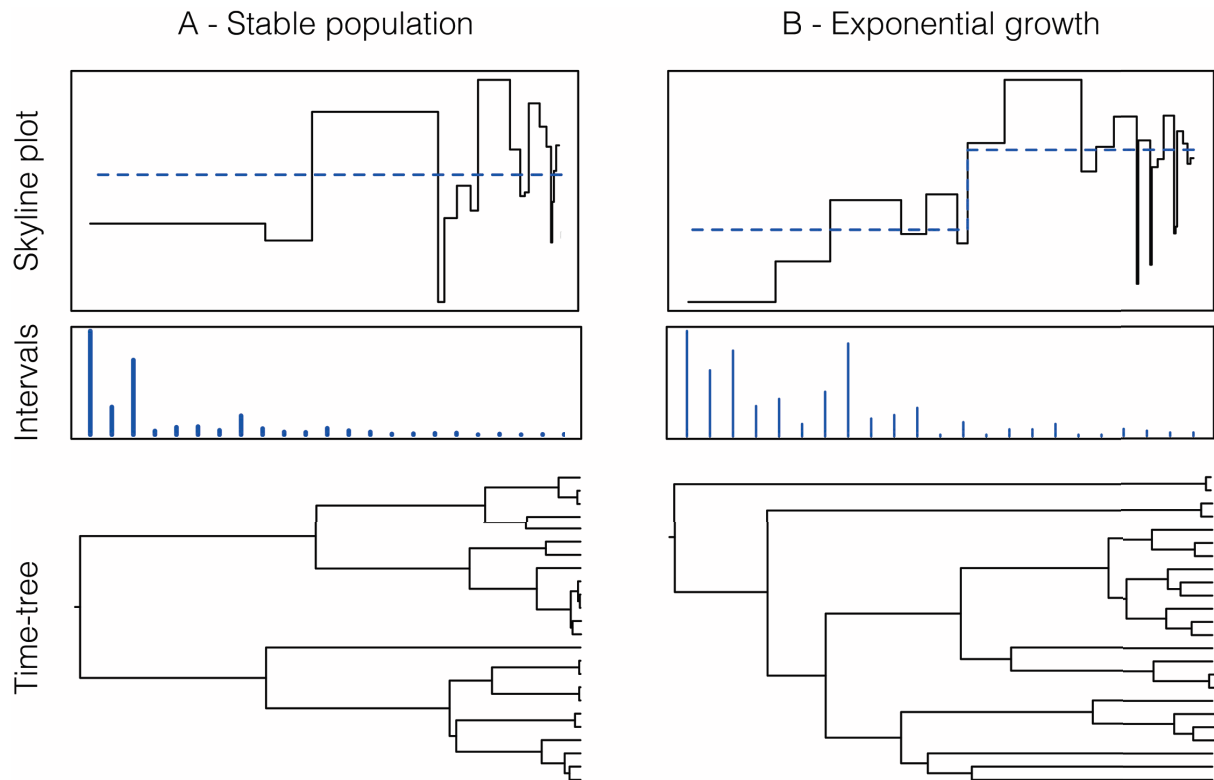 A - Stable population
B - Exponential growth
Skyline plot
Intervals
Time-tree